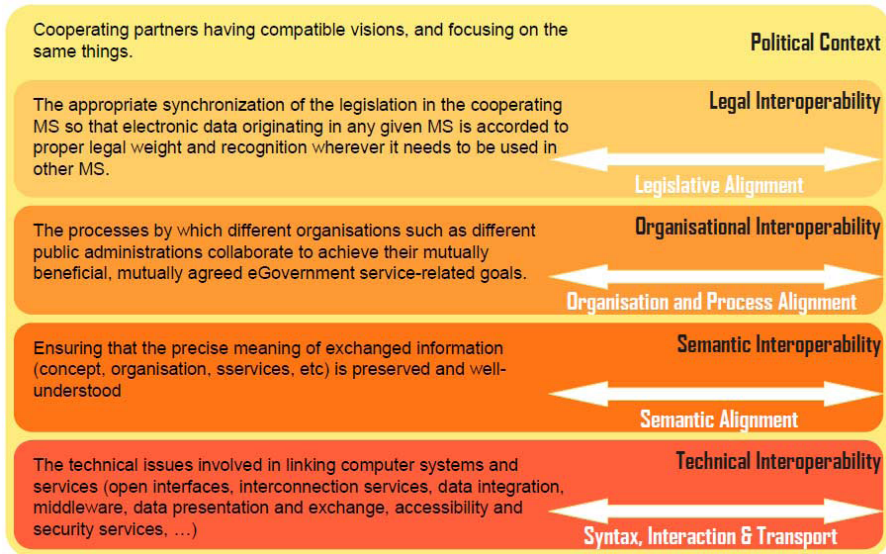 Cooperating partners having compatible visions, and focusing on the
same things.
Political Context
The appropriate synchronization of the legislation in the cooperating
MS so that electronic data originating in any given MS is accorded to
proper legal weight and recognition wherever it needs to be used in
other MS.
Legal Interoperability
Legislative Alignment
The processes by which different organisations such as different
public administrations collaborate to achieve their mutually
beneficial, mutually agreed eGovernment service-related goals.
Organisational Interoperability
Organisation and Process Alignment
Ensuring that the precise meaning of exchanged information
(concept, organisation, sservices, etc) is preserved and well-
understood
Semantic Interoperability
Semantic Alignment
The technical issues involved in linking computer systems and
services (open interfaces, interconnection services, data integration,
middleware, data presentation and exchange, accessibility and
security services, …)
Technical Interoperability
Syntax, Interaction & Transport